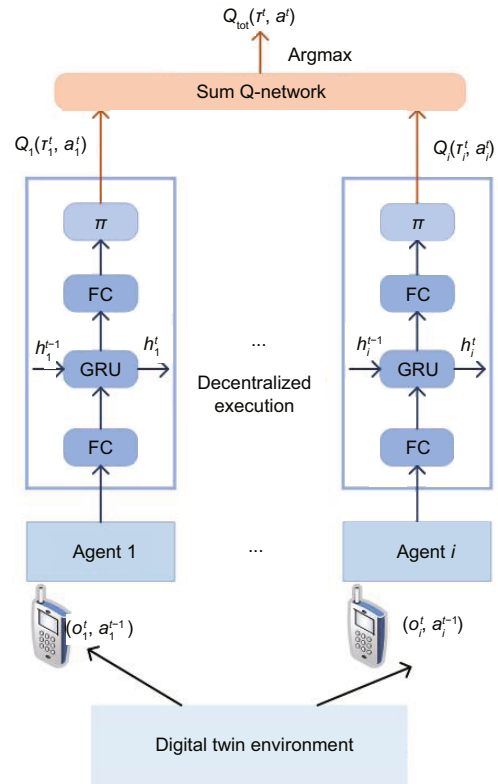 Q_tot(τ^t, a^t)
Argmax
Sum Q-network
Q_1(τ_1^t, a_1^t)
Q_i(τ_i^t, a_i^t)
π
π
FC
FC
h_1^{t−1}
h_1^t
...
h_i^{t−1}
h_i^t
GRU
GRU
Decentralized
execution
FC
FC
Agent 1
...
Agent i
(o_1^t, a_1^{t−1})
(o_i^t, a_i^{t−1})
Digital twin environment